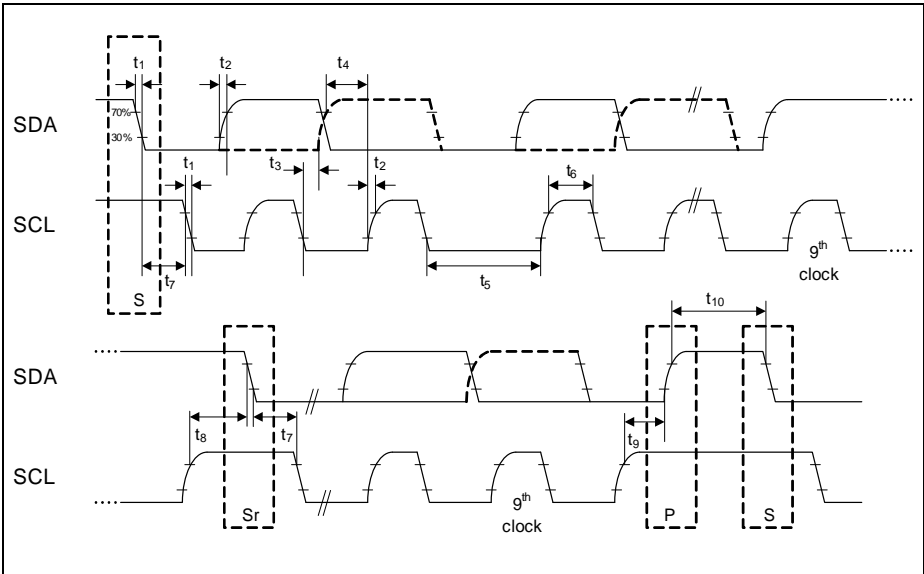 t1 t2 t4
70%
SDA
30%
t1 t3 t2 t6
SCL
9th
t7 t5 clock
S
t10
SDA
t8 t7 t9
SCL
9th
Sr clock P S